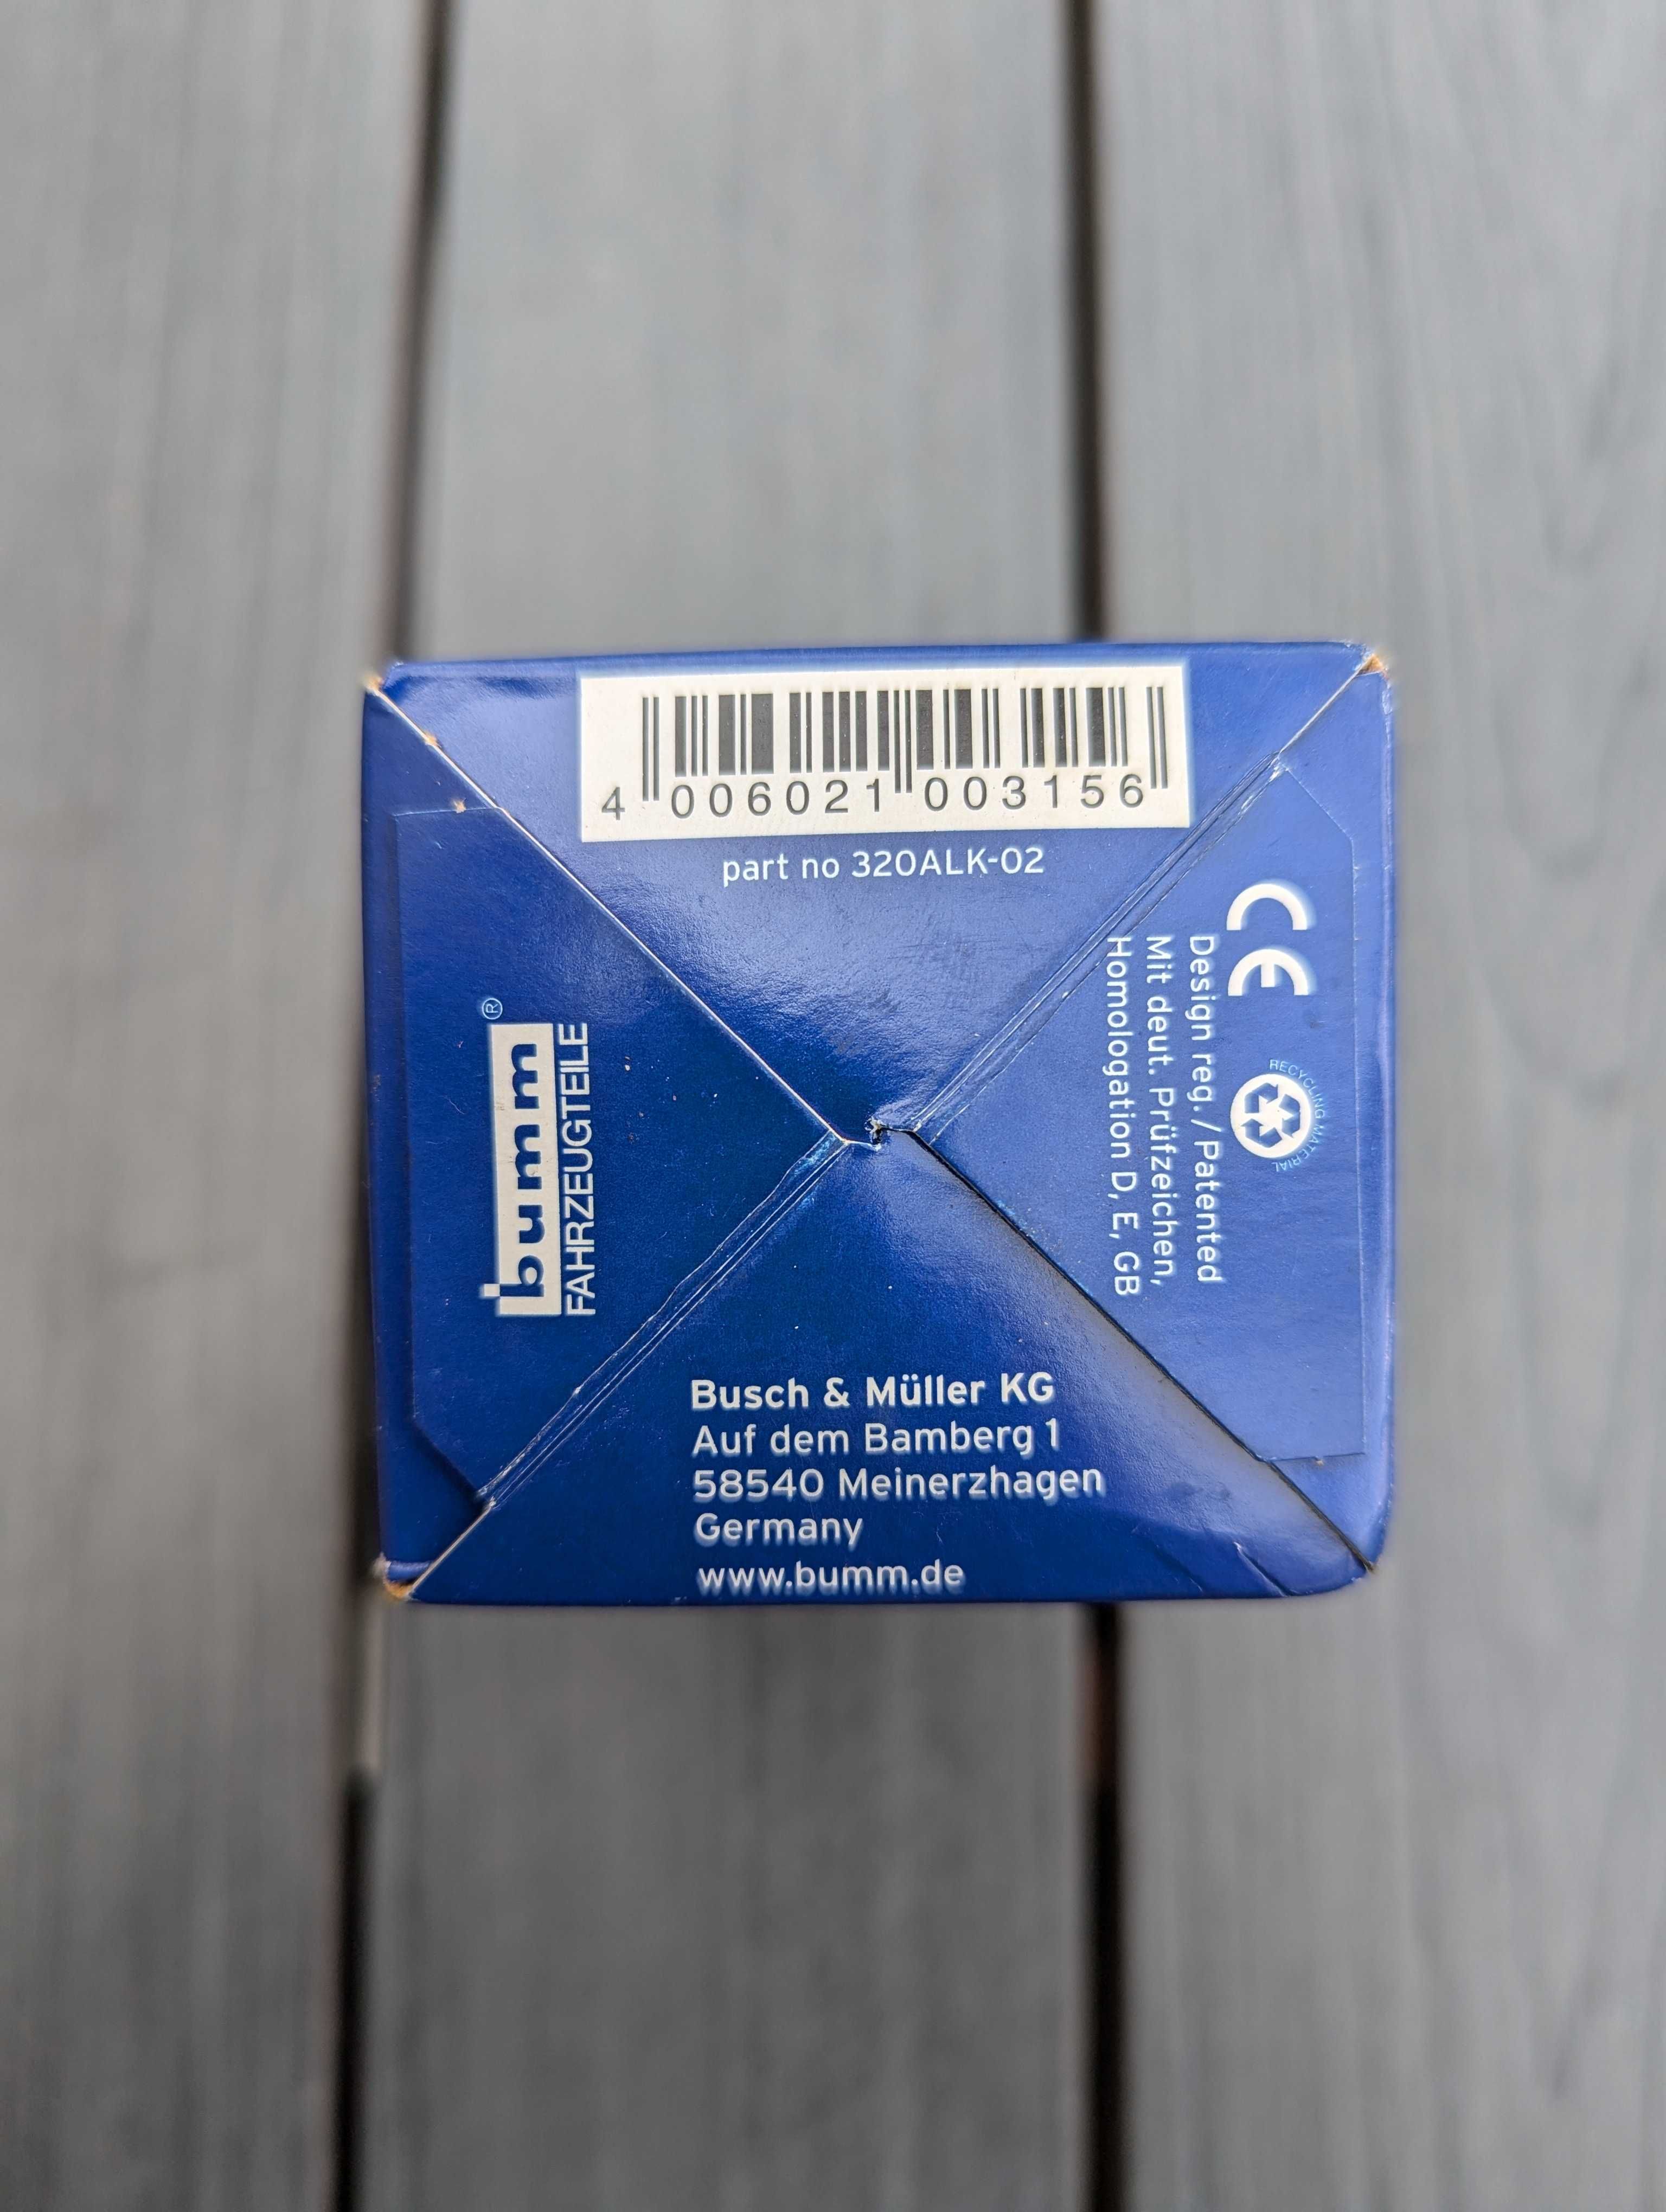 4 006021 003156
part no 320ALK-02
CE
RECYCLING MATERIAL
Design reg. / Patented
Mit deut. Prüfzeichen,
Homologation D, E, GB
bumm®
FAHRZEUGTEILE
Busch & Müller KG
Auf dem Bamberg 1
58540 Meinerzhagen
Germany
www.bumm.de